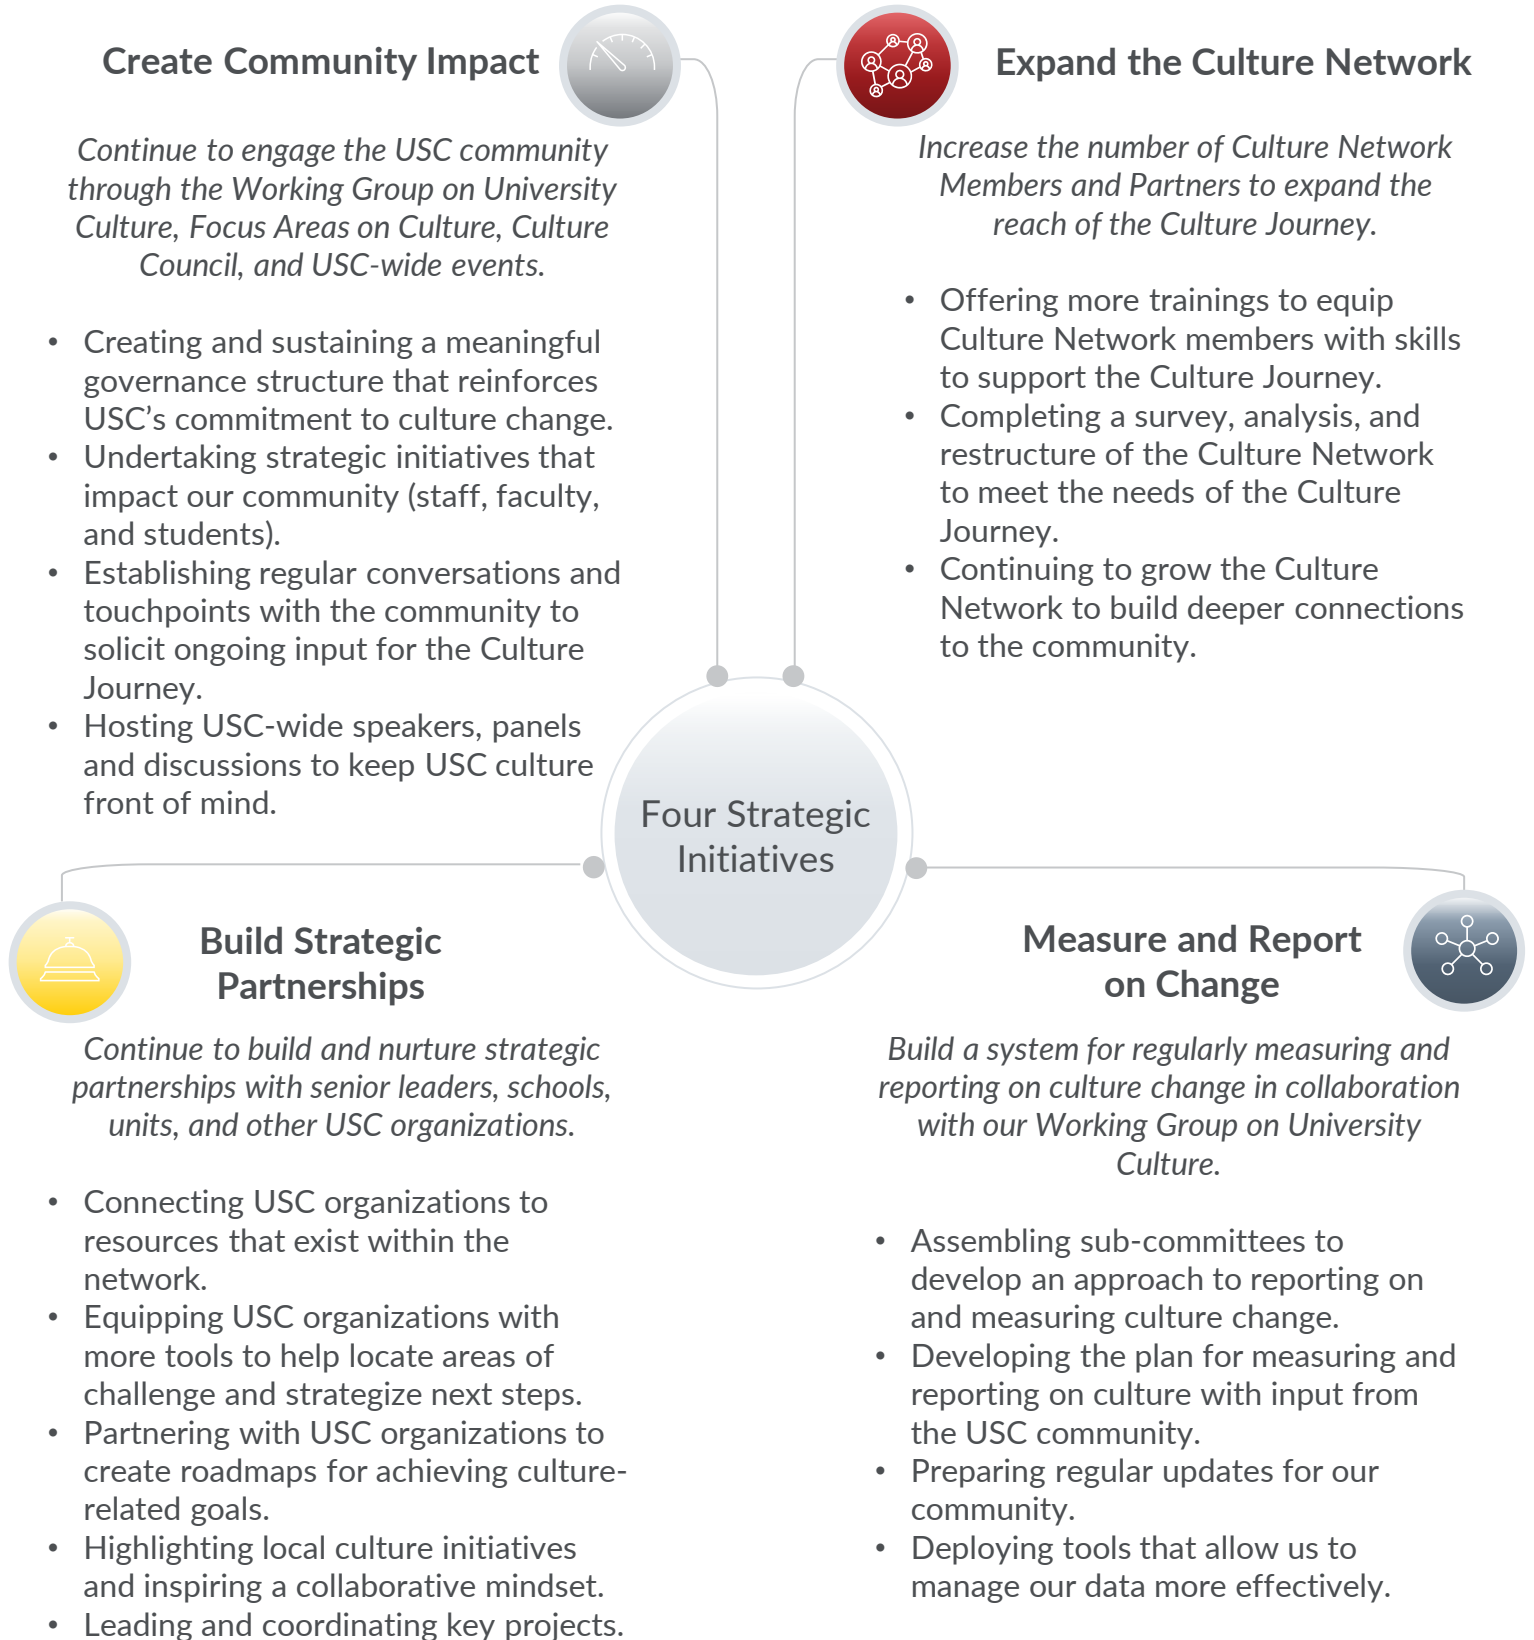 Create Community Impact
Continue to engage the USC community
through the Working Group on University
Culture, Focus Areas on Culture, Culture
Council, and USC-wide events.
• Creating and sustaining a meaningful
governance structure that reinforces
USC’s commitment to culture change.
• Undertaking strategic initiatives that
impact our community (staff, faculty,
and students).
• Establishing regular conversations and
touchpoints with the community to
solicit ongoing input for the Culture
Journey.
• Hosting USC-wide speakers, panels
and discussions to keep USC culture
front of mind.
Expand the Culture Network
Increase the number of Culture Network
Members and Partners to expand the
reach of the Culture Journey.
• Offering more trainings to equip
Culture Network members with skills
to support the Culture Journey.
• Completing a survey, analysis, and
restructure of the Culture Network
to meet the needs of the Culture
Journey.
• Continuing to grow the Culture
Network to build deeper connections
to the community.
Four Strategic
Initiatives
Build Strategic
Partnerships
Continue to build and nurture strategic
partnerships with senior leaders, schools,
units, and other USC organizations.
• Connecting USC organizations to
resources that exist within the
network.
• Equipping USC organizations with
more tools to help locate areas of
challenge and strategize next steps.
• Partnering with USC organizations to
create roadmaps for achieving culture-
related goals.
• Highlighting local culture initiatives
and inspiring a collaborative mindset.
• Leading and coordinating key projects.
Measure and Report
on Change
Build a system for regularly measuring and
reporting on culture change in collaboration
with our Working Group on University
Culture.
• Assembling sub-committees to
develop an approach to reporting on
and measuring culture change.
• Developing the plan for measuring and
reporting on culture with input from
the USC community.
• Preparing regular updates for our
community.
• Deploying tools that allow us to
manage our data more effectively.